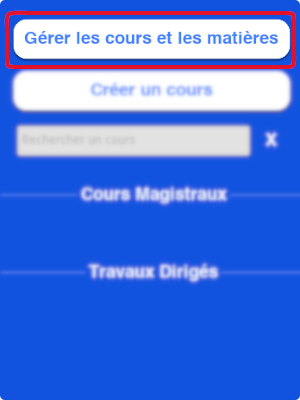 Gérer les cours et les matières
Créer un cours
Rechercher un cours
X
Cours Magistraux
Travaux Dirigés